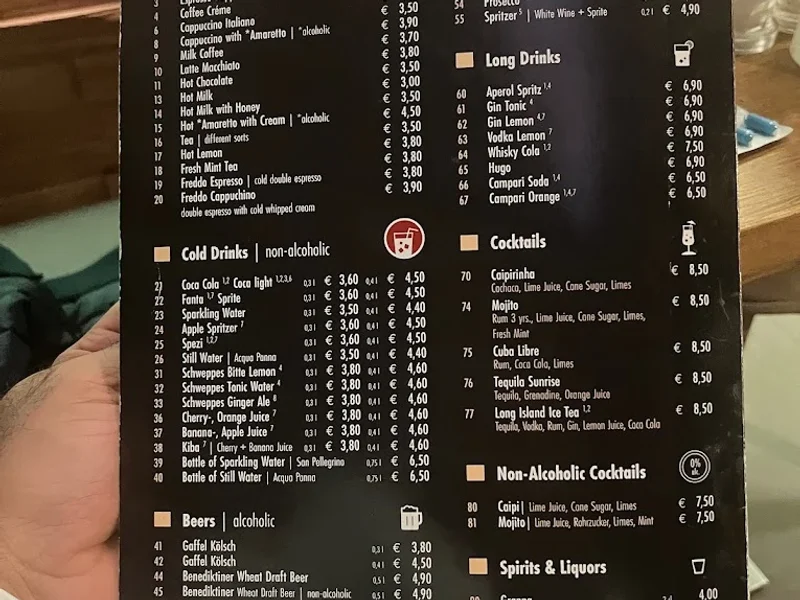 4 Coffee Créme
6 Cappuccino Italiano € 3,50
8 Cappuccino with *Amaretto | *alcoholic € 3,90
9 Milk Coffee € 3,70
10 Latte Macchiato € 3,80
11 Hot Chocolate € 3,50
13 Hot Milk € 3,00
14 Hot Milk with Honey € 3,50
15 Hot *Amaretto with Cream | *alcoholic € 4,50
16 Tea | different sorts € 3,50
17 Hot Lemon € 3,80
18 Fresh Mint Tea € 3,80
19 Freddo Espresso | cold double espresso € 3,80
20 Freddo Cappuchino € 3,90
double espresso with cold whipped cream
Cold Drinks | non-alcoholic
21 Coca Cola 1,2 Coca light 1,2,3,6 0,3 l € 3,60 0,4 l € 4,50
22 Fanta 1,7 Sprite 0,3 l € 3,60 0,4 l € 4,50
23 Sparkling Water 0,3 l € 3,50 0,4 l € 4,40
24 Apple Spritzer 7 0,3 l € 3,60 0,4 l € 4,50
25 Spezi 1,2,7 0,3 l € 3,60 0,4 l € 4,50
26 Still Water | Acqua Panna 0,3 l € 3,50 0,4 l € 4,40
31 Schweppes Bitte Lemon 4 0,3 l € 3,80 0,4 l € 4,60
32 Schweppes Tonic Water 4 0,3 l € 3,80 0,4 l € 4,60
33 Schweppes Ginger Ale 8 0,3 l € 3,80 0,4 l € 4,60
36 Cherry-, Orange Juice 7 0,3 l € 3,80 0,4 l € 4,60
37 Banana-, Apple Juice 7 0,3 l € 3,80 0,4 l € 4,60
38 Kiba 7 | Cherry + Banana Juice 0,3 l € 3,80 0,4 l € 4,60
39 Bottle of Sparkling Water | San Pellegrino 0,75 l € 6,50
40 Bottle of Still Water | Acqua Panna 0,75 l € 6,50
Beers | alcoholic
41 Gaffel Kölsch 0,3 l € 3,80
42 Gaffel Kölsch 0,4 l € 4,50
44 Benediktiner Wheat Draft Beer 0,5 l € 4,90
45 Benediktiner Wheat Draft Beer | non-alcoholic 0,5 l € 4,90
54 Prosecco
55 Spritzer 5 | White Wine + Sprite 0,2 l € 4,90
Long Drinks
60 Aperol Spritz 1,4 € 6,90
61 Gin Tonic 4 € 6,90
62 Gin Lemon 4,7 € 6,90
63 Vodka Lemon 7 € 6,90
64 Whisky Cola 1,2 € 7,50
65 Hugo € 6,90
66 Campari Soda 1,4 € 6,50
67 Campari Orange 1,4,7 € 6,50
Cocktails
70 Caipirinha € 8,50
Cachaca, Lime Juice, Cane Sugar, Limes
74 Mojito € 8,50
Rum 3 yrs., Lime Juice, Cane Sugar, Limes,
Fresh Mint
75 Cuba Libre € 8,50
Rum, Coca Cola, Limes
76 Tequila Sunrise € 8,50
Tequila, Grenadine, Orange Juice
77 Long Island Ice Tea 1,2 € 8,50
Tequila, Vodka, Rum, Gin, Lemon Juice, Coca Cola
Non-Alcoholic Cocktails
0%
alc.
80 Caipi | Lime Juice, Cane Sugar, Limes € 7,50
81 Mojito | Lime Juice, Rohrzucker, Limes, Mint € 7,50
Spirits & Liquors
4,00